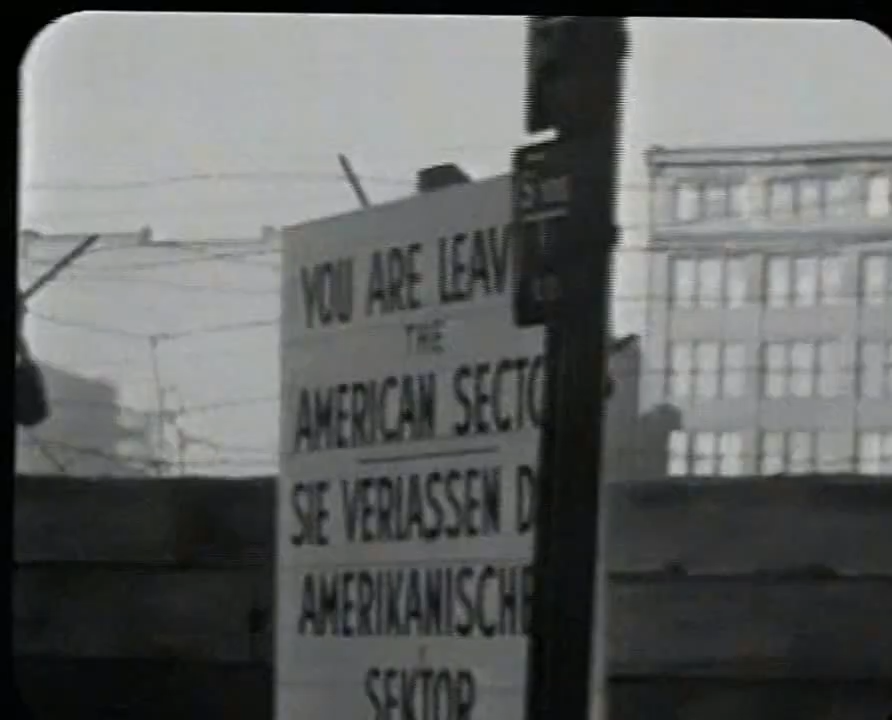 YOU ARE LEAV
THE
AMERICAN SECTO
SIE VERLASSEN D
AMERIKANISCHE
SEKTOR